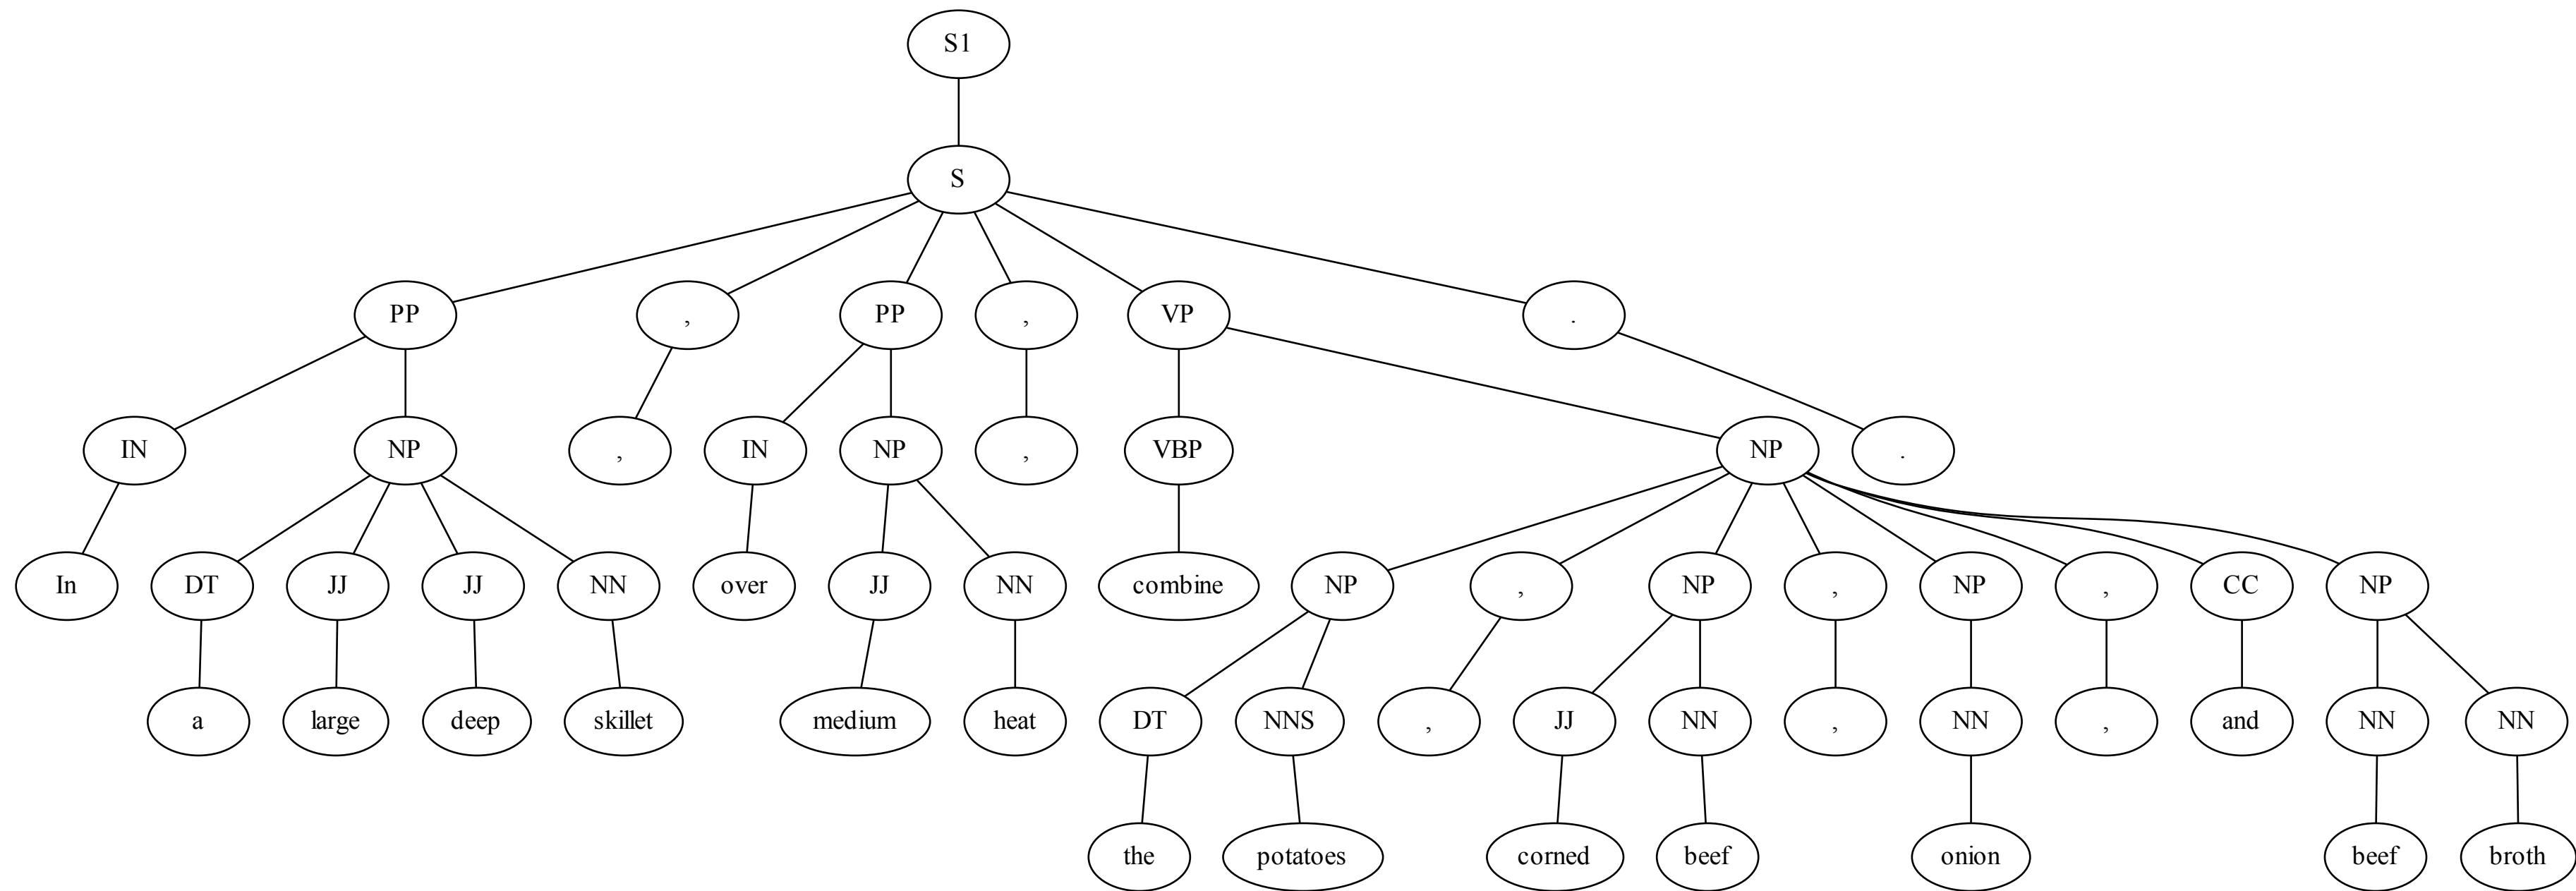 S1
S
PP , PP , VP .
IN NP , IN NP , VBP NP .
In DT JJ JJ NN over JJ NN combine NP , NP , NP , CC NP
a large deep skillet medium heat DT NNS , JJ NN , NN , and NN NN
the potatoes corned beef onion beef broth